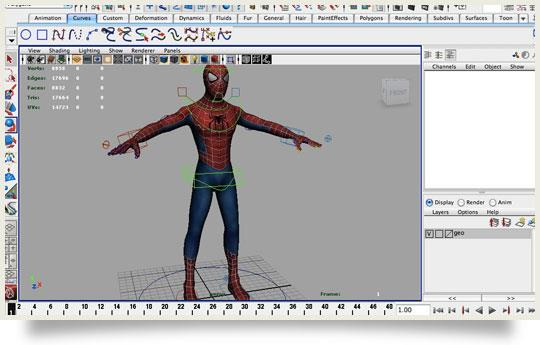 Animation Curves Custom Deformation Dynamics Fluids Fur General Hair PaintEffects Polygons Rendering Subdivs Surfaces Toon
View Shading Lighting Show Renderer Panels
Verts: 8858 0 0
Edges: 17696 0 0
Faces: 8832 0 0
Tris: 17664 0 0
UVs: 14723 0 0
FRONT
Channels Edit Object Show
Display Render Anim
Layers Options Help
V geo
persp
Frame: 1
<< >>
2 4 6 8 10 12 14 16 18 20 22 24 26 28 30 32 34 36 38 40 42 44 46 48
1.00